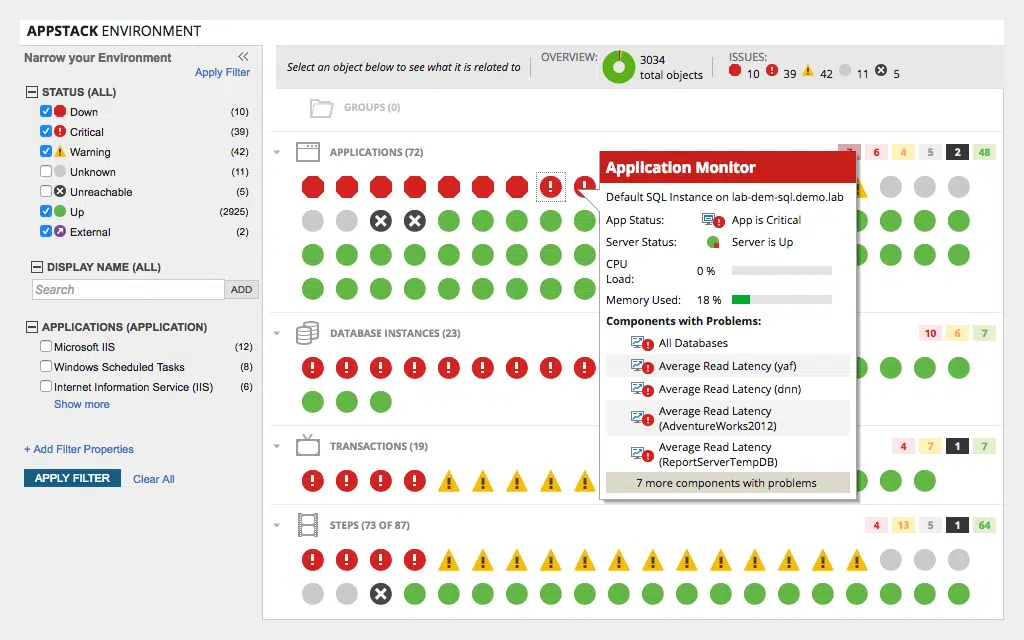 APPSTACK ENVIRONMENT
Narrow your Environment
Apply Filter
STATUS (ALL)
Down (10)
Critical (39)
Warning (42)
Unknown (11)
Unreachable (5)
Up (2925)
External (2)
DISPLAY NAME (ALL)
Search ADD
APPLICATIONS (APPLICATION)
Microsoft IIS (12)
Windows Scheduled Tasks (8)
Internet Information Service (IIS) (6)
Show more
+ Add Filter Properties
APPLY FILTER Clear All
Select an object below to see what it is related to
OVERVIEW:
3034
total objects
ISSUES:
10 39 42 11 5
GROUPS (0)
APPLICATIONS (72)
6 4 5 2 48
Application Monitor
Default SQL Instance on lab-dem-sql.demo.lab
App Status: App is Critical
Server Status: Server is Up
CPU
Load: 0 %
Memory Used: 18 %
Components with Problems:
All Databases
Average Read Latency (yaf)
Average Read Latency (dnn)
Average Read Latency
(AdventureWorks2012)
Average Read Latency
(ReportServerTempDB)
7 more components with problems
DATABASE INSTANCES (23)
10 6 7
TRANSACTIONS (19)
4 7 1 7
STEPS (73 OF 87)
4 13 5 1 64